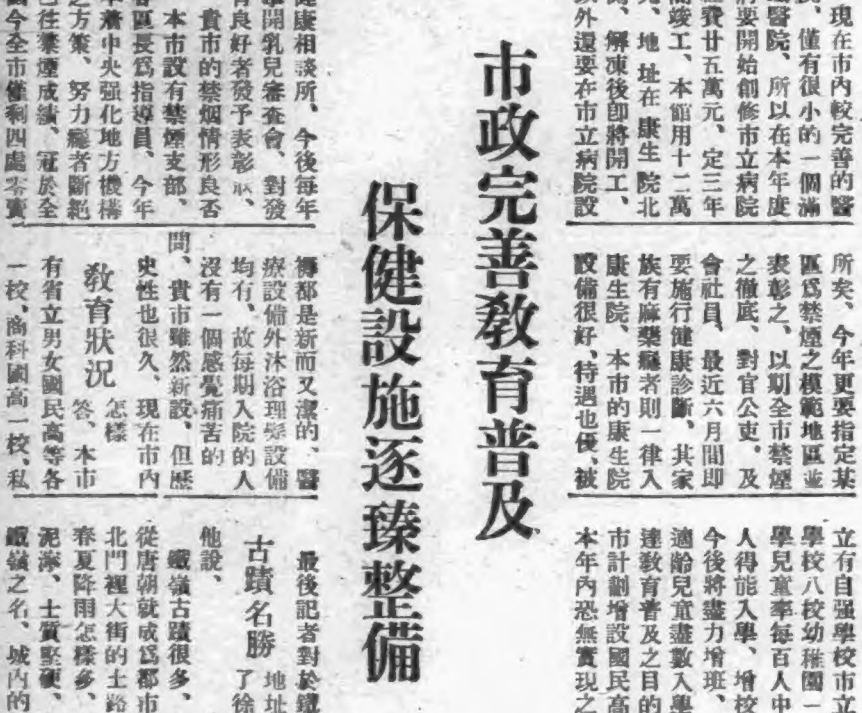 市政完善教育普及
保健設施逐臻整備
現在市内較完善的醫
僅有很小的一個滿
醫院、所以在本年度
將要開始創修市立病院
費廿五萬元、定三年
竣工、本館用十二萬
地址在康生院北
解凍後卽將開工、
外還要在市立病院設
健康相談所、今後每年
開乳兒審查會、對發
良好者發予表彰狀、
貴市的禁烟情形良否
本市設有禁煙支部、
區長爲指導員、今年
着中央强化地方機構
之方策、努力癮者斷絕
已往禁煙成績、冠於全
今全市僅剩四處零賣
所矣、今年更要指定某
區爲禁煙之模範地區並
表彰之、以期全市禁煙
之徹底、對官公吏、及
會社員、最近六月間即
要施行健康診斷、其家
族有麻藥癮者則一律入
康生院、本市的康生院
設備很好、待遇也優、被
褥都是新而又潔的、醫
療設備外沐浴理髮設備
均有、故每期入院的人
沒有一個感覺痛苦的
問、貴市雖然新設、但歷
史性也很久、現在市内
教育狀況 怎樣
答、本市
有省立男女國民高等各
一校、商科國高一校、私
立有自强學校市立
學校八校幼稚園一
學兒童率每百人中
人得能入學、增校
今後將盡力增班、
適齡兒童盡數入學
達教育普及之目的
市計劃增設國民高
本年内恐無實現之
最後記者對於鐵
古蹟名勝 地址
了徐
他說、
鐵嶺古蹟很多、
從唐朝就成爲都市
北門裡大街的土路
春夏降雨怎樣多、
泥濘、士質堅硬、
鐵嶺之名、城内的